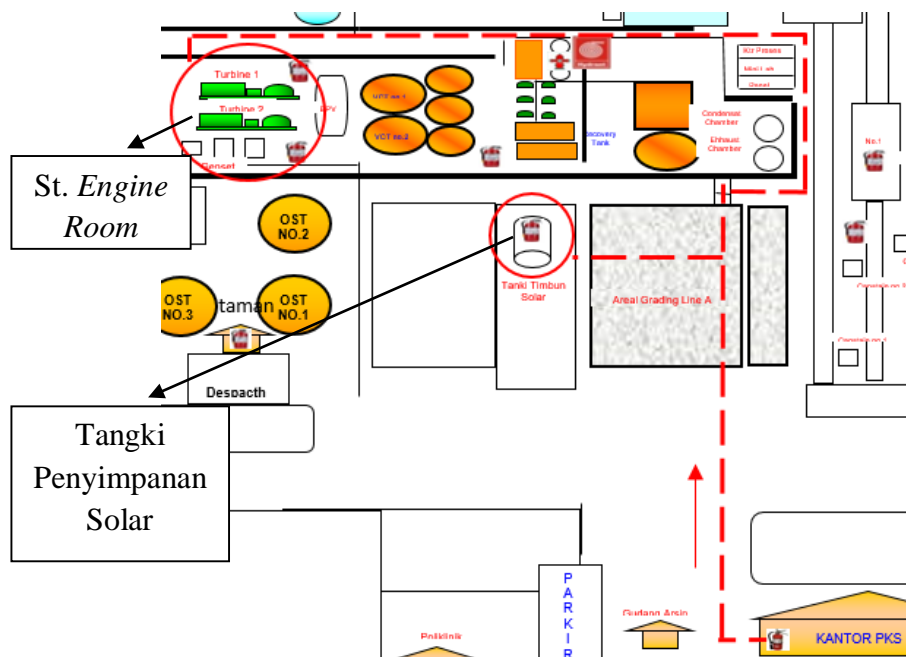 Turbine 1
Turbine 2
Genset
BPV
VCT no.1
VCT no.2
Tank
Condensat
Chamber
Ehhaust
Chamber
No.1
St. Engine
Room
OST
NO.2
OST
NO.3
taman
OST
NO.1
Despacth
Tanki Timbun
Solar
Areal Grading Line A
Tangki
Penyimpanan
Solar
PARKIR
Poliklinik
Gudang Arsip
KANTOR PKS